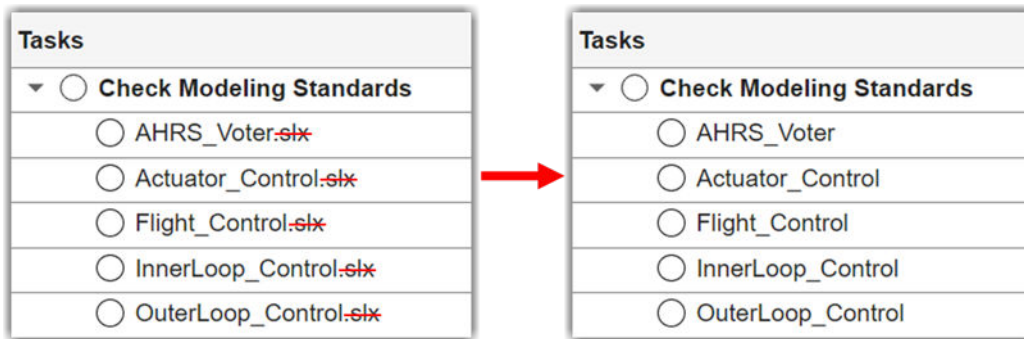 Tasks
Check Modeling Standards
AHRS_Voter.slx
Actuator_Control.slx
Flight_Control.slx
InnerLoop_Control.slx
OuterLoop_Control.slx
Tasks
Check Modeling Standards
AHRS_Voter
Actuator_Control
Flight_Control
InnerLoop_Control
OuterLoop_Control